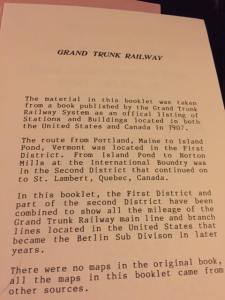 GRAND TRUNK RAILWAY
The material in this booklet was taken
from a book published by the Grand Trunk
Railway System as an offical listing of
Stations and Buildings located in both
the United States and Canada in 1907.
The route from Portland, Maine to Island
Pond, Vermont was located in the First
District. From Island Pond to Norton
Mills at the International Boundry was
in the Second District that continued on
to St. Lambert, Quebec, Canada.
In this booklet, the First District and
part of the second District have been
combined to show all the mileage of the
Grand Trunk Railway main line and branch
lines located in the United States that
became the Berlin Sub Divison in later
years.
There were no maps in the original book,
all the maps in this booklet came from
other sources.